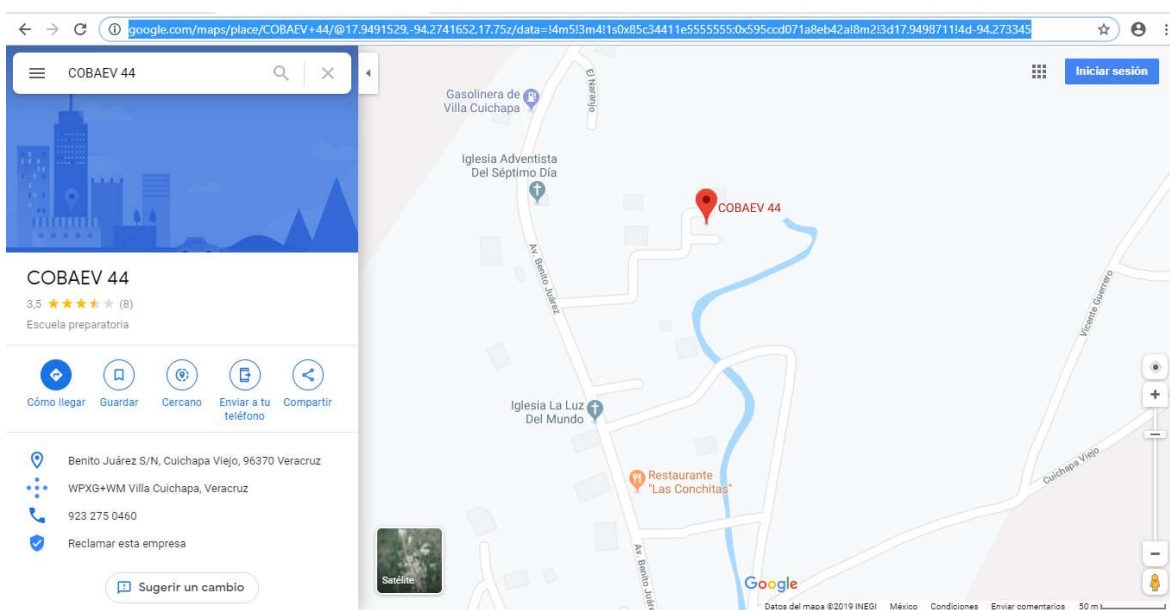 google.com/maps/place/COBAEV+44/@17.9491529,-94.2741652,17.75z/data=!4m5!3m4!1s0x85c34411e5555555:0x595ccd071a8eb42a!8m2!3d17.9498711!4d-94.273345
COBAEV 44
Iniciar sesión
COBAEV 44
3,5 (8)
Escuela preparatoria
Cómo llegar
Guardar
Cercano
Enviar a tu
teléfono
Compartir
Benito Juárez S/N, Cuichapa Viejo, 96370 Veracruz
WPXG+WM Villa Cuichapa, Veracruz
923 275 0460
Reclamar esta empresa
Sugerir un cambio
El Naranjo
Gasolinera de
Villa Cuichapa
Iglesia Adventista
Del Séptimo Día
COBAEV 44
Av. Benito Juárez
Vicente Guerrero
Iglesia La Luz
Del Mundo
Cuichapa Viejo
Restaurante
"Las Conchitas"
Av. Benito Juárez
Satélite
Google
Datos del mapa ©2019 INEGI México Condiciones Enviar comentarios 50 m